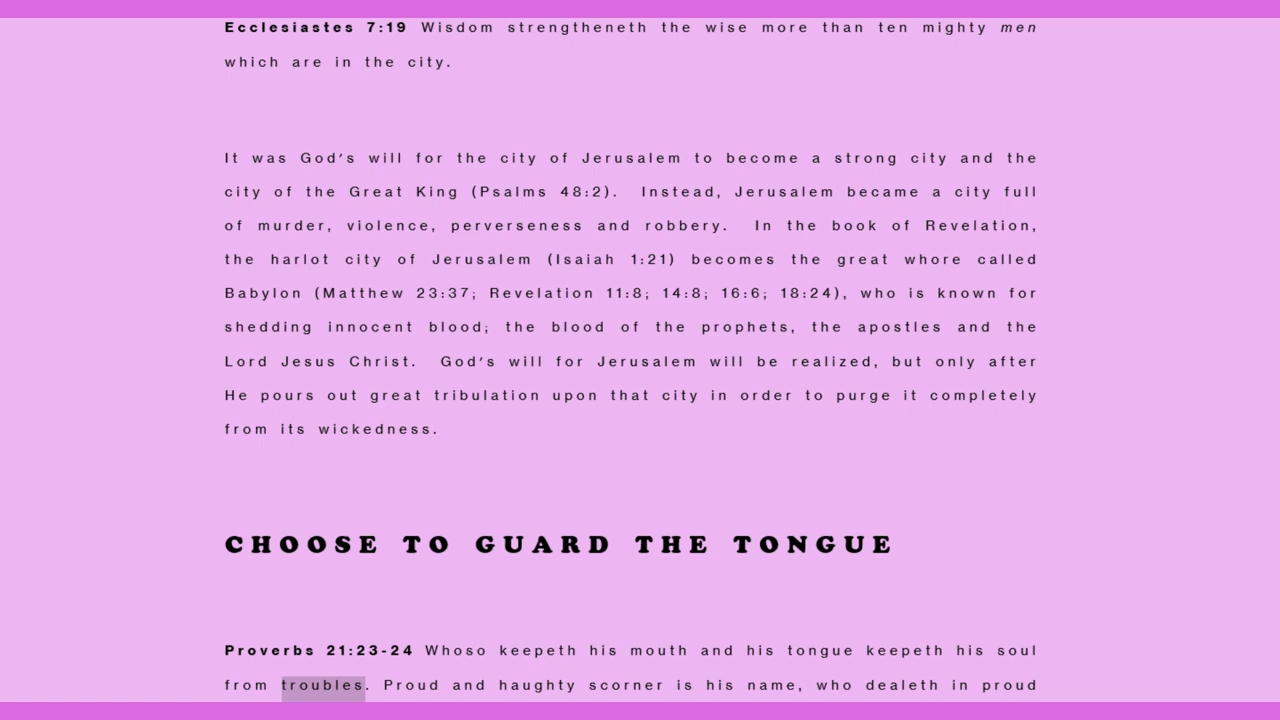 Ecclesiastes 7:19 Wisdom strengtheneth the wise more than ten mighty men
which are in the city.
It was God's will for the city of Jerusalem to become a strong city and the
city of the Great King (Psalms 48:2). Instead, Jerusalem became a city full
of murder, violence, perverseness and robbery. In the book of Revelation,
the harlot city of Jerusalem (Isaiah 1:21) becomes the great whore called
Babylon (Matthew 23:37; Revelation 11:8; 14:8; 16:6; 18:24), who is known for
shedding innocent blood; the blood of the prophets, the apostles and the
Lord Jesus Christ. God's will for Jerusalem will be realized, but only after
He pours out great tribulation upon that city in order to purge it completely
from its wickedness.
CHOOSE TO GUARD THE TONGUE
Proverbs 21:23-24 Whoso keepeth his mouth and his tongue keepeth his soul
from troubles. Proud and haughty scorner is his name, who dealeth in proud